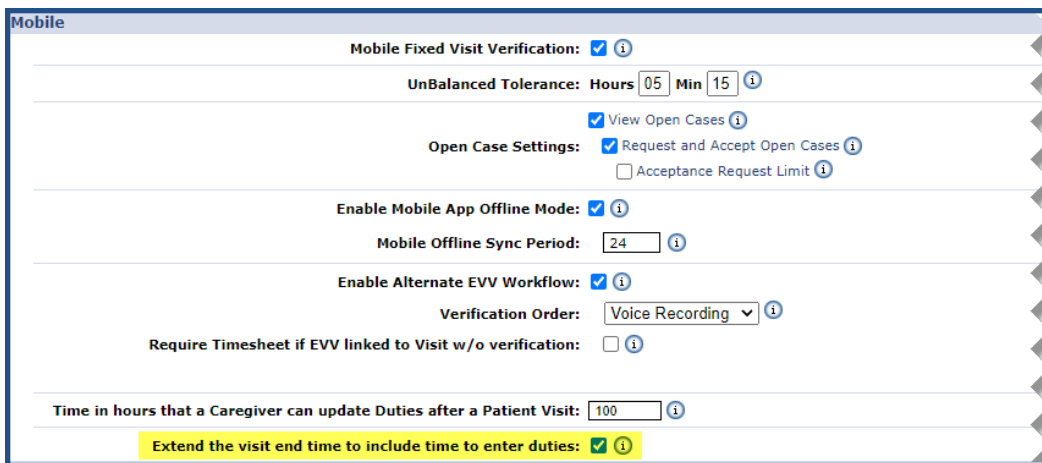 Mobile
Mobile Fixed Visit Verification:
UnBalanced Tolerance: Hours 05 Min 15
View Open Cases
Open Case Settings: Request and Accept Open Cases
Acceptance Request Limit
Enable Mobile App Offline Mode:
Mobile Offline Sync Period: 24
Enable Alternate EVV Workflow:
Verification Order: Voice Recording
Require Timesheet if EVV linked to Visit w/o verification:
Time in hours that a Caregiver can update Duties after a Patient Visit: 100
Extend the visit end time to include time to enter duties: